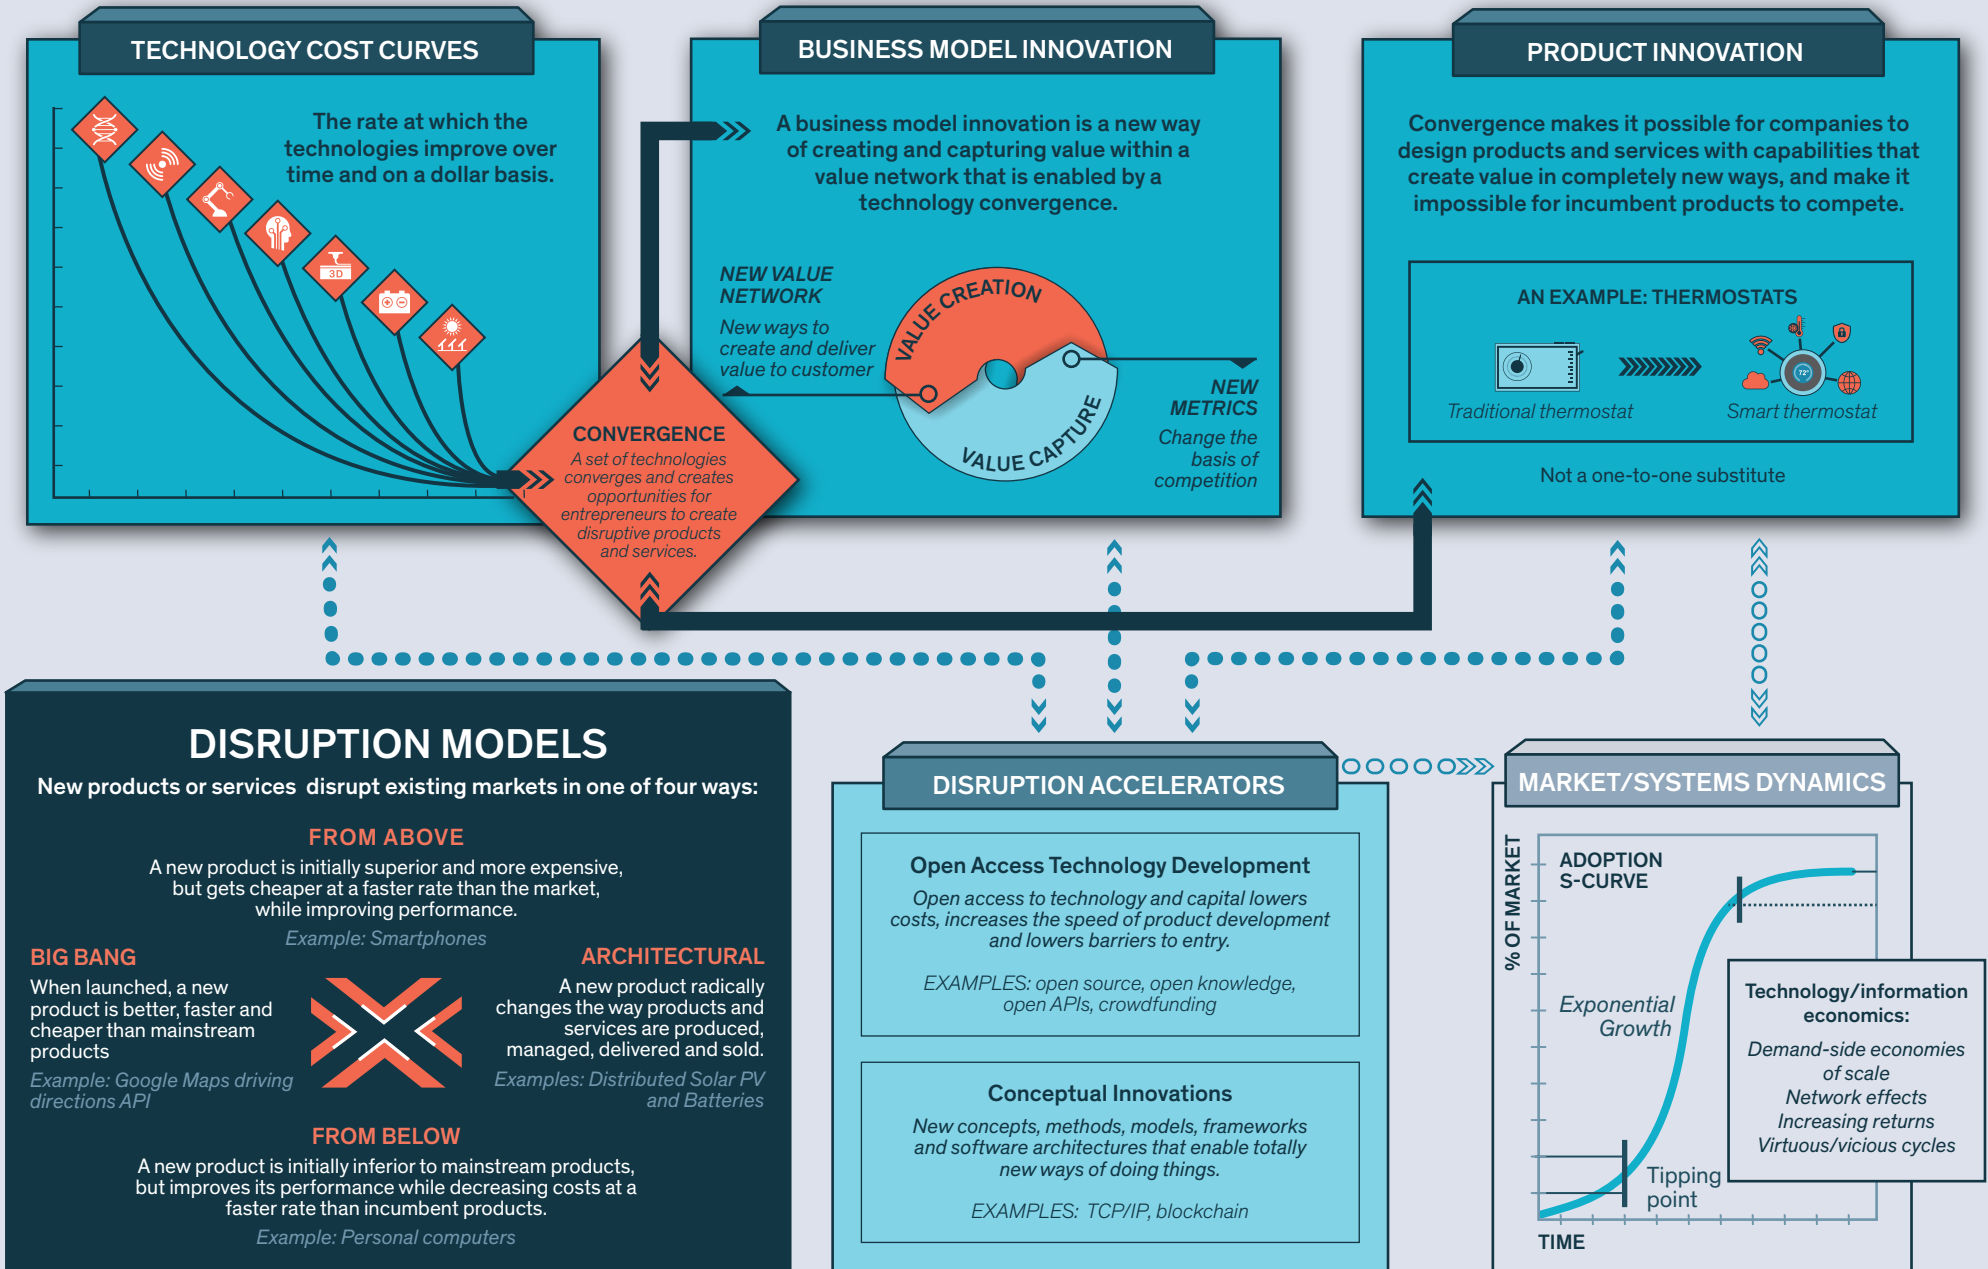 TECHNOLOGY COST CURVES
The rate at which the
technologies improve over
time and on a dollar basis.
3D
CONVERGENCE
A set of technologies
converges and creates
opportunities for
entrepreneurs to create
disruptive products
and services.
BUSINESS MODEL INNOVATION
A business model innovation is a new way
of creating and capturing value within a
value network that is enabled by a
technology convergence.
NEW VALUE
NETWORK
New ways to
create and deliver
value to customer
VALUE CREATION
VALUE CAPTURE
NEW
METRICS
Change the
basis of
competition
PRODUCT INNOVATION
Convergence makes it possible for companies to
design products and services with capabilities that
create value in completely new ways, and make it
impossible for incumbent products to compete.
AN EXAMPLE: THERMOSTATS
72°
Traditional thermostat
Smart thermostat
Not a one-to-one substitute
DISRUPTION MODELS
New products or services disrupt existing markets in one of four ways:
FROM ABOVE
A new product is initially superior and more expensive,
but gets cheaper at a faster rate than the market,
while improving performance.
Example: Smartphones
BIG BANG
When launched, a new
product is better, faster and
cheaper than mainstream
products
Example: Google Maps driving
directions API
ARCHITECTURAL
A new product radically
changes the way products and
services are produced,
managed, delivered and sold.
Examples: Distributed Solar PV
and Batteries
FROM BELOW
A new product is initially inferior to mainstream products,
but improves its performance while decreasing costs at a
faster rate than incumbent products.
Example: Personal computers
DISRUPTION ACCELERATORS
Open Access Technology Development
Open access to technology and capital lowers
costs, increases the speed of product development
and lowers barriers to entry.
EXAMPLES: open source, open knowledge,
open APIs, crowdfunding
Conceptual Innovations
New concepts, methods, models, frameworks
and software architectures that enable totally
new ways of doing things.
EXAMPLES: TCP/IP, blockchain
MARKET/SYSTEMS DYNAMICS
% OF MARKET
ADOPTION
S-CURVE
Exponential
Growth
Technology/information
economics:
Demand-side economies
of scale
Network effects
Increasing returns
Virtuous/vicious cycles
Tipping
point
TIME